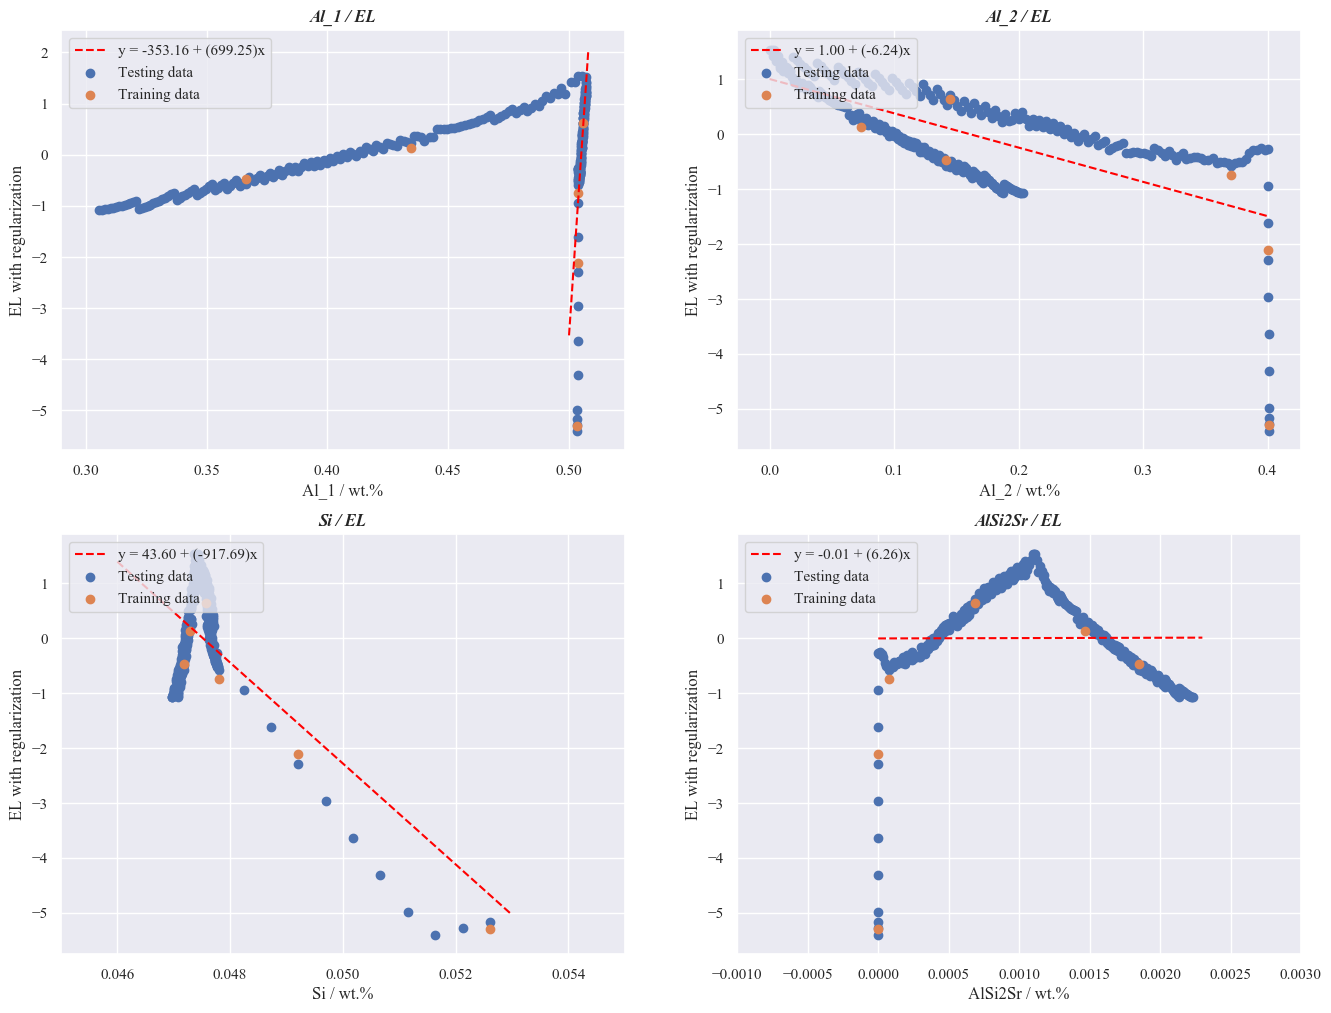 Al_1 / EL
y = -353.16 + (699.25)x
Testing data
Training data
2
1
0
−1
−2
−3
−4
−5
EL with regularization
0.30 0.35 0.40 0.45 0.50
Al_1 / wt.%
Al_2 / EL
y = 1.00 + (-6.24)x
Testing data
Training data
1
0
−1
−2
−3
−4
−5
EL with regularization
0.0 0.1 0.2 0.3 0.4
Al_2 / wt.%
Si / EL
y = 43.60 + (-917.69)x
Testing data
Training data
1
0
−1
−2
−3
−4
−5
EL with regularization
0.046 0.048 0.050 0.052 0.054
Si / wt.%
AlSi2Sr / EL
y = -0.01 + (6.26)x
Testing data
Training data
1
0
−1
−2
−3
−4
−5
EL with regularization
−0.0010 −0.0005 0.0000 0.0005 0.0010 0.0015 0.0020 0.0025 0.0030
AlSi2Sr / wt.%